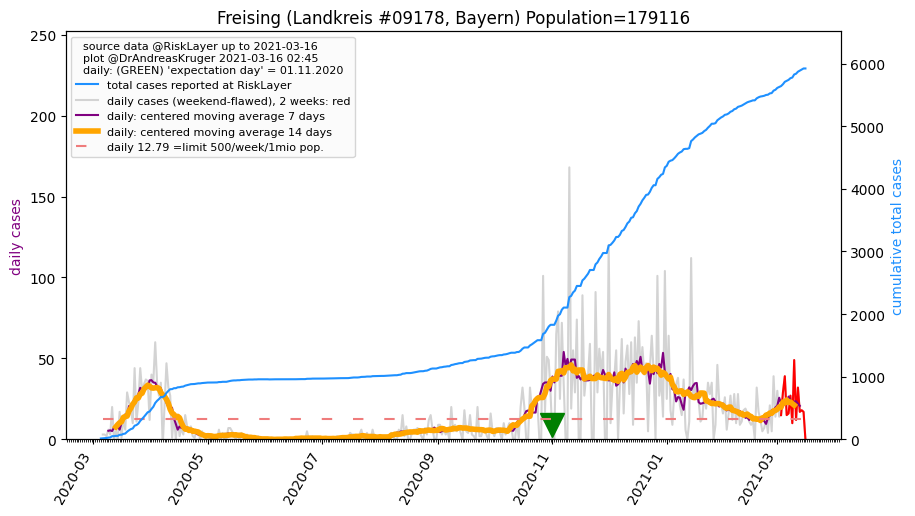 Freising (Landkreis #09178, Bayern) Population=179116
source data @RiskLayer up to 2021-03-16
plot @DrAndreasKruger 2021-03-16 02:45
daily: (GREEN) 'expectation day' = 01.11.2020
total cases reported at RiskLayer
daily cases (weekend-flawed), 2 weeks: red
daily: centered moving average 7 days
daily: centered moving average 14 days
daily 12.79 =limit 500/week/1mio pop.
daily cases
250
200
150
100
50
0
cumulative total cases
6000
5000
4000
3000
2000
1000
0
2020-03
2020-05
2020-07
2020-09
2020-11
2021-01
2021-03